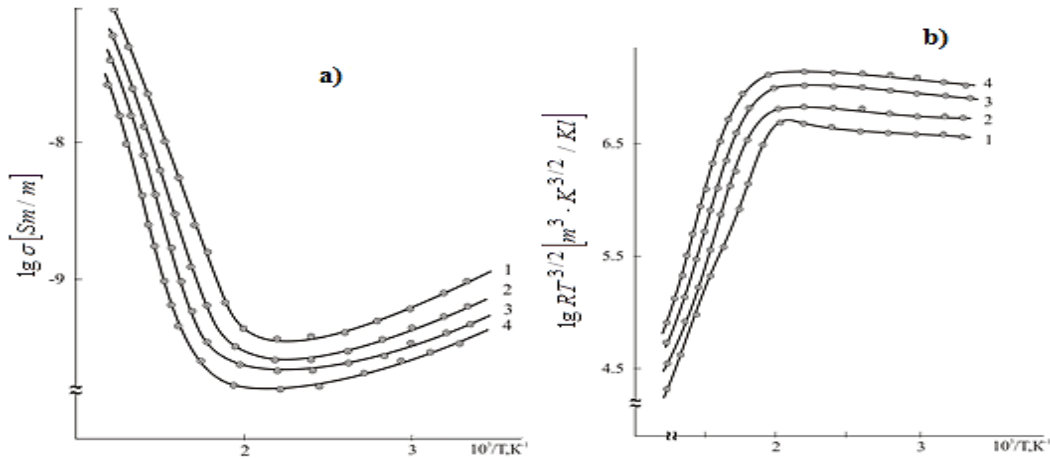 a)
lg σ [Sm/m]
-8
-9
1
2
3
4
2
3
10³/T,K⁻¹
b)
lg RT^3/2 [m³·K^3/2/Kl]
6.5
5.5
4.5
4
3
2
1
2
3
10³/T,K⁻¹